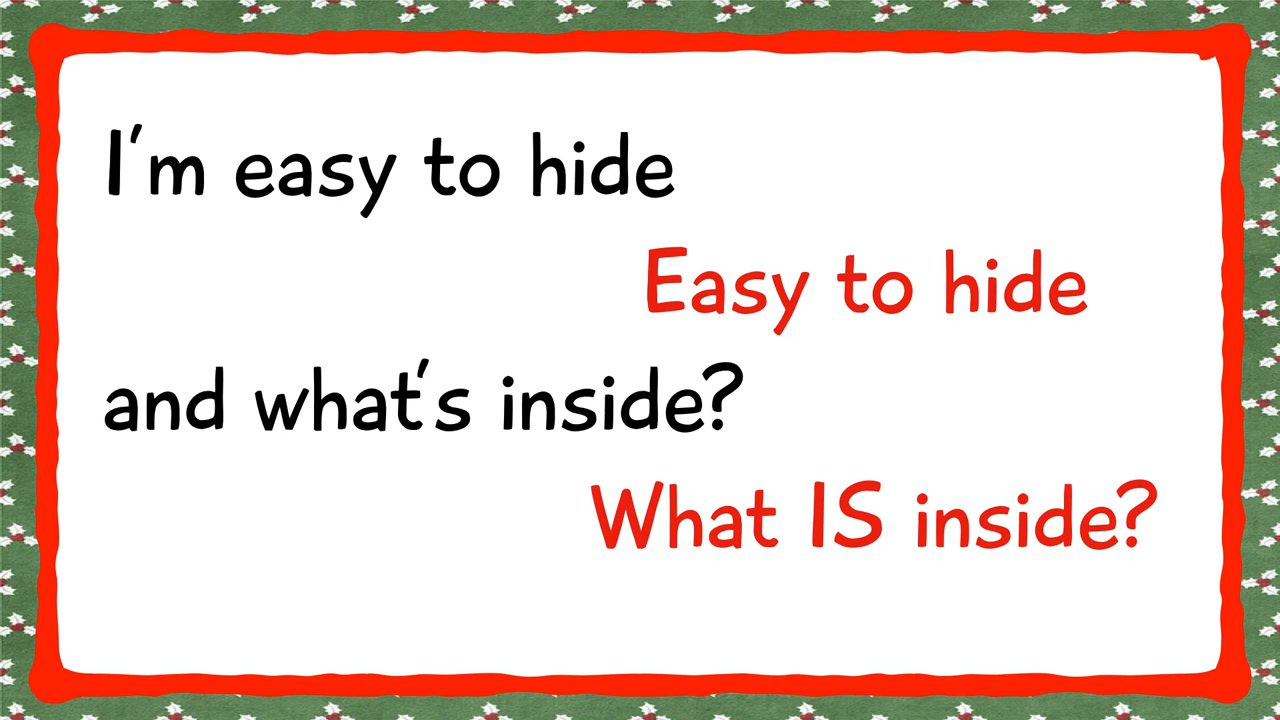 I'm easy to hide
Easy to hide
and what's inside?
What IS inside?